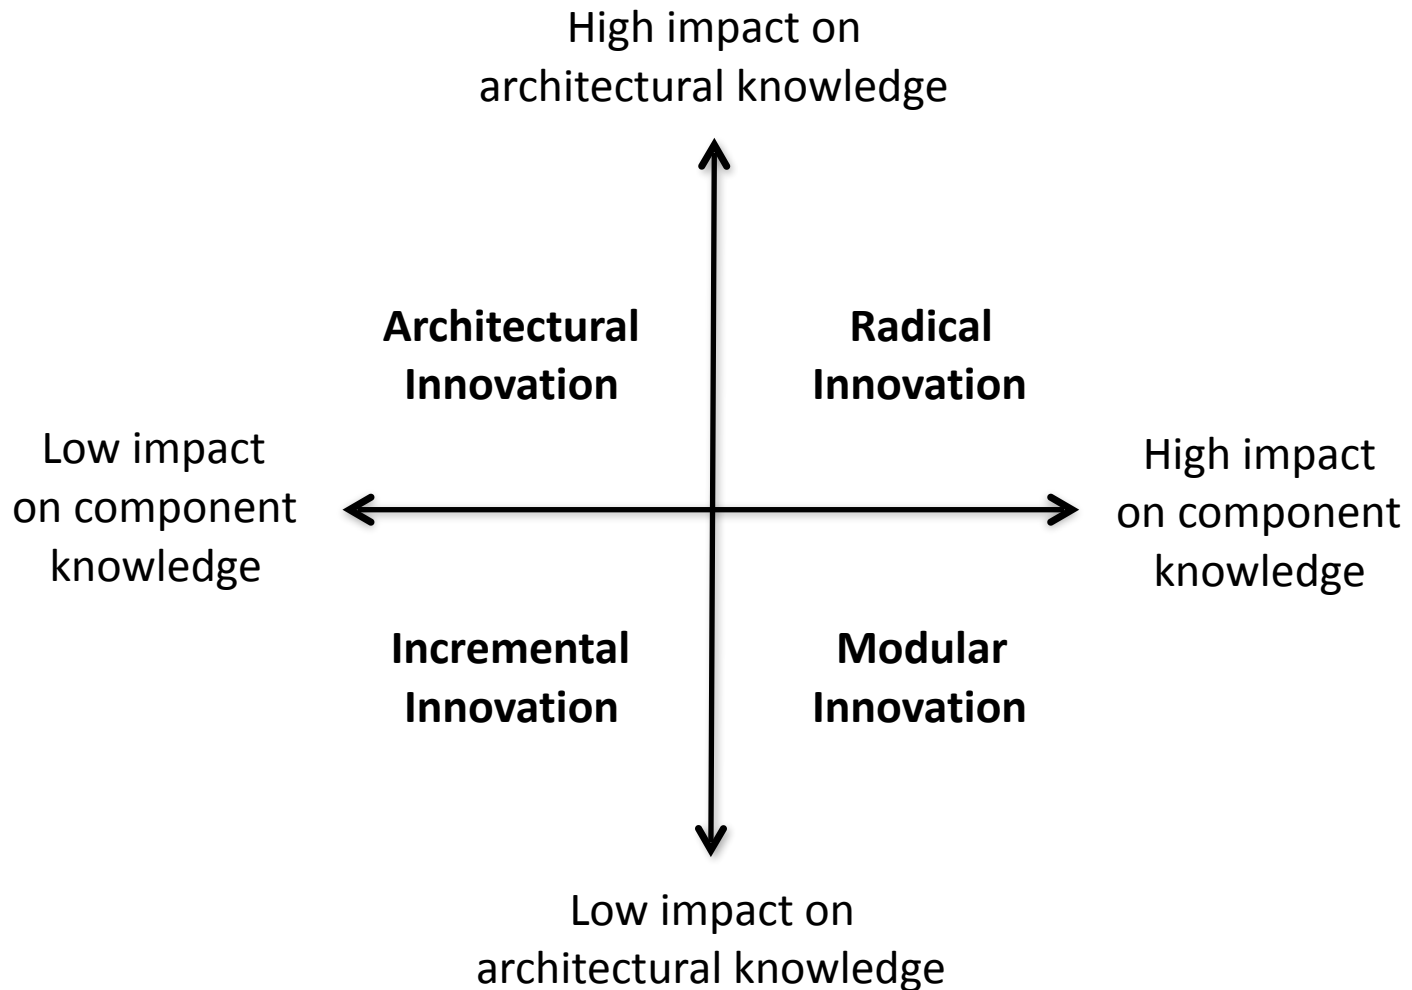 High impact on
architectural knowledge
Architectural
Innovation
Radical
Innovation
Low impact
on component
knowledge
High impact
on component
knowledge
Incremental
Innovation
Modular
Innovation
Low impact on
architectural knowledge